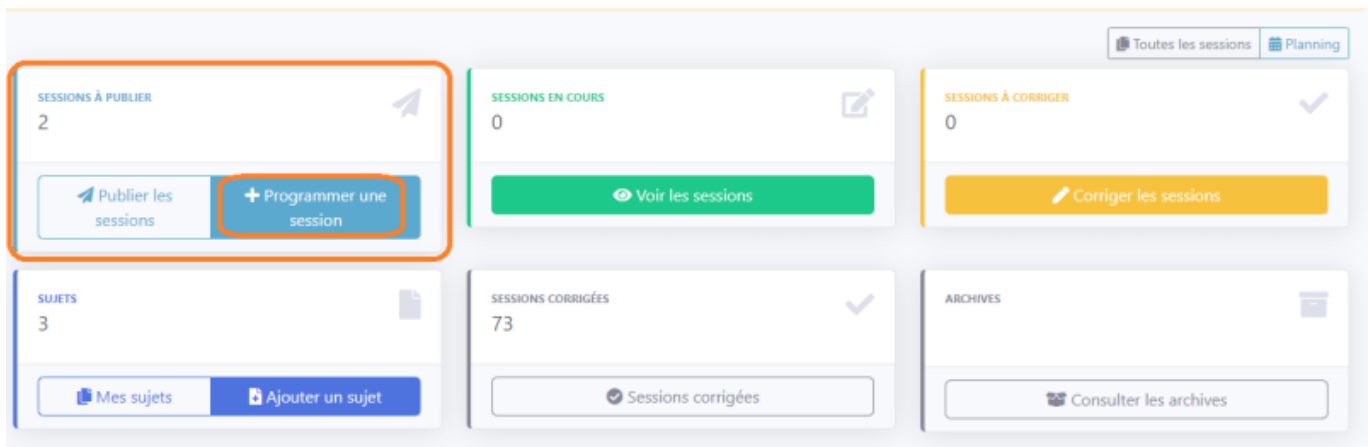 Toutes les sessions Planning
SESSIONS À PUBLIER
2
Publier les
sessions
Programmer une
session
SESSIONS EN COURS
0
Voir les sessions
SESSIONS À CORRIGER
0
Corriger les sessions
SUJETS
3
Mes sujets
Ajouter un sujet
SESSIONS CORRIGÉES
73
Sessions corrigées
ARCHIVES
Consulter les archives